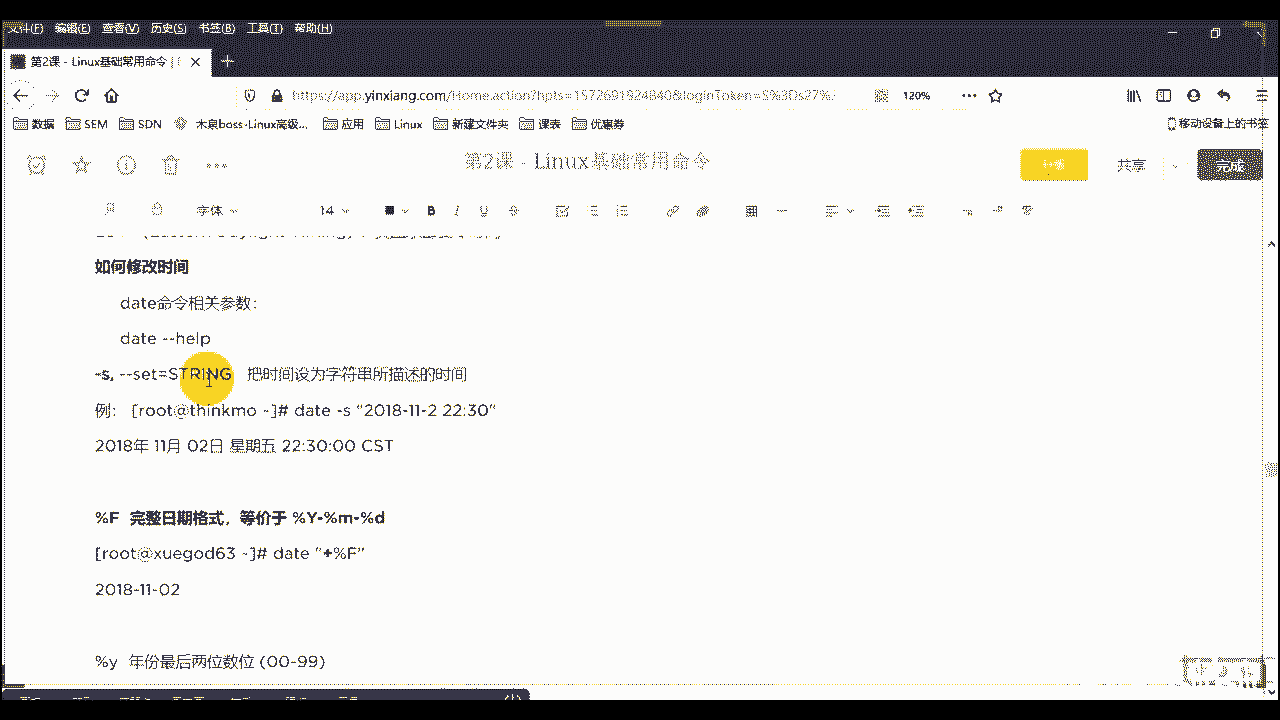 文件(F) 编辑(E) 查看(V) 历史(S) 书签(B) 工具(T) 帮助(H)
第2课 - Linux基础常用命令 |
https://app.yinxiang.com/Home.action?hpts=1572691924840&loginToken=S%3Ds27%
120%
数据 SEM SDN 木泉boss-Linux高级... 应用 Linux 新建文件夹 课表 优惠券 移动设备上的书签
第2课 - Linux基础常用命令
升级 共享 完成
字体 14 B I U
如何修改时间
date命令相关参数：
date --help
-s, --set=STRING 把时间设为字符串所描述的时间
例： [root@thinkmo ~]# date -s “2018-11-2 22:30”
2018年 11月 02日 星期五 22:30:00 CST
%F 完整日期格式，等价于 %Y-%m-%d
[root@xuegod63 ~]# date "+%F"
2018-11-02
%y 年份最后两位数位 (00-99)